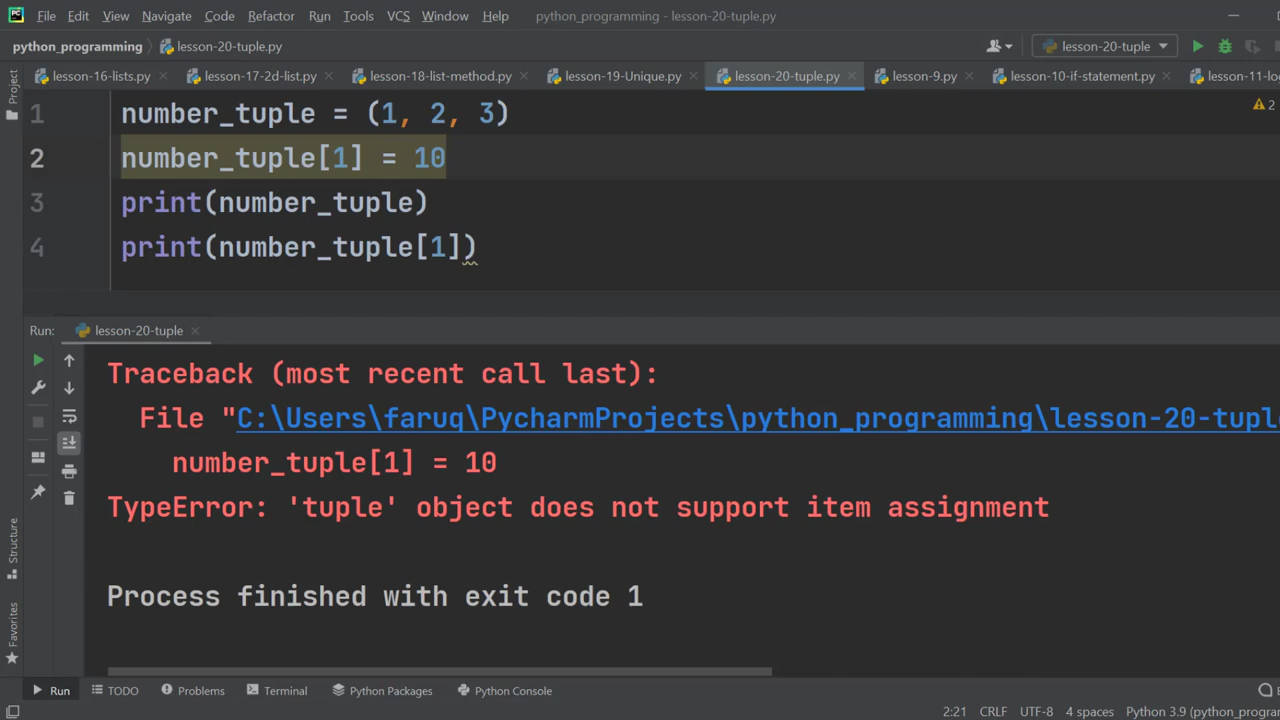 PC File Edit View Navigate Code Refactor Run Tools VCS Window Help python_programming - lesson-20-tuple.py
python_programming lesson-20-tuple.py lesson-20-tuple
Project
lesson-16-lists.py lesson-17-2d-list.py lesson-18-list-method.py lesson-19-Unique.py lesson-20-tuple.py lesson-9.py lesson-10-if-statement.py
1 number_tuple = (1, 2, 3) 2
2 number_tuple[1] = 10
3 print(number_tuple)
4 print(number_tuple[1])
Run: lesson-20-tuple
Traceback (most recent call last):
File "C:\Users\faruq\PycharmProjects\python_programming\lesson-20-tupl
number_tuple[1] = 10
TypeError: 'tuple' object does not support item assignment
Process finished with exit code 1
Structure
Favorites
Run TODO Problems Terminal Python Packages Python Console
2:21 CRLF UTF-8 4 spaces Python 3.9 (python_progra